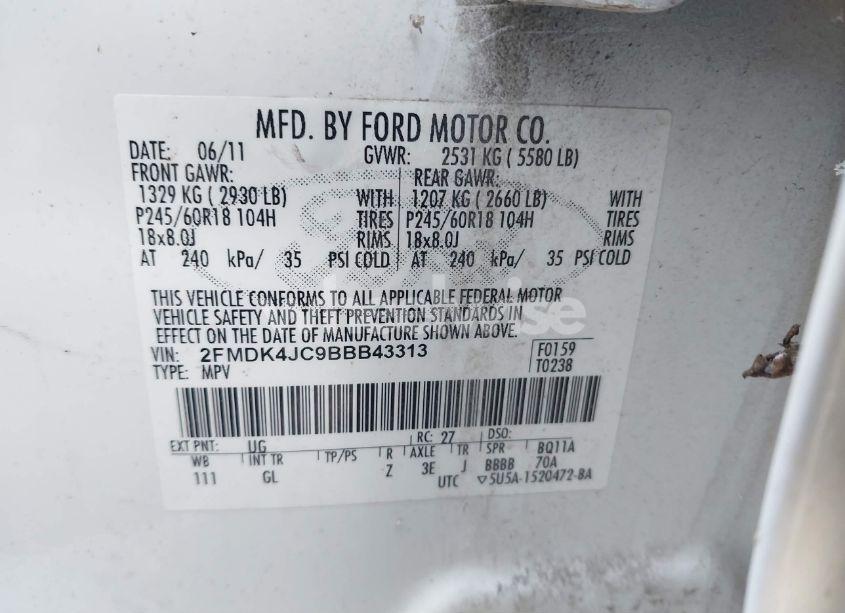 MFD. BY FORD MOTOR CO.
DATE: 06/11 GVWR: 2531 KG ( 5580 LB)
FRONT GAWR: REAR GAWR:
1329 KG ( 2930 LB) WITH 1207 KG ( 2660 LB) WITH
P245/60R18 104H TIRES P245/60R18 104H TIRES
18x8.0J RIMS 18x8.0J RIMS
AT 240 kPa/ 35 PSI COLD AT 240 kPa/ 35 PSI COLD
THIS VEHICLE CONFORMS TO ALL APPLICABLE FEDERAL MOTOR
VEHICLE SAFETY AND THEFT PREVENTION STANDARDS IN
EFFECT ON THE DATE OF MANUFACTURE SHOWN ABOVE.
VIN: 2FMDK4JC9BBB43313 F0159
TYPE: MPV T0238
EXT PNT: UG RC: 27 DSO:
WB INT TR TP/PS R AXLE TR SPR BQ11A
111 GL Z 3E J BBBB 70A
UTC ▽5U5A-1520472-BA